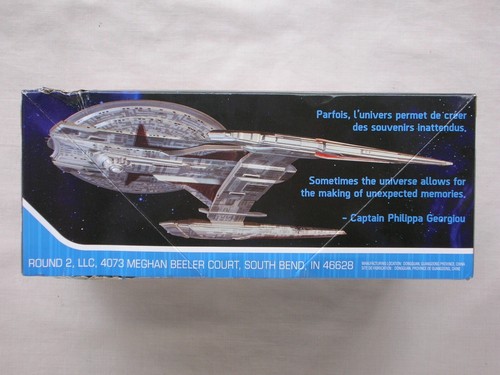 Parfois, l'univers permet de créer
des souvenirs inattendus.
Sometimes the universe allows for
the making of unexpected memories.
- Captain Philippa Georgiou
ROUND 2, LLC, 4073 MEGHAN BEELER COURT, SOUTH BEND, IN 46628